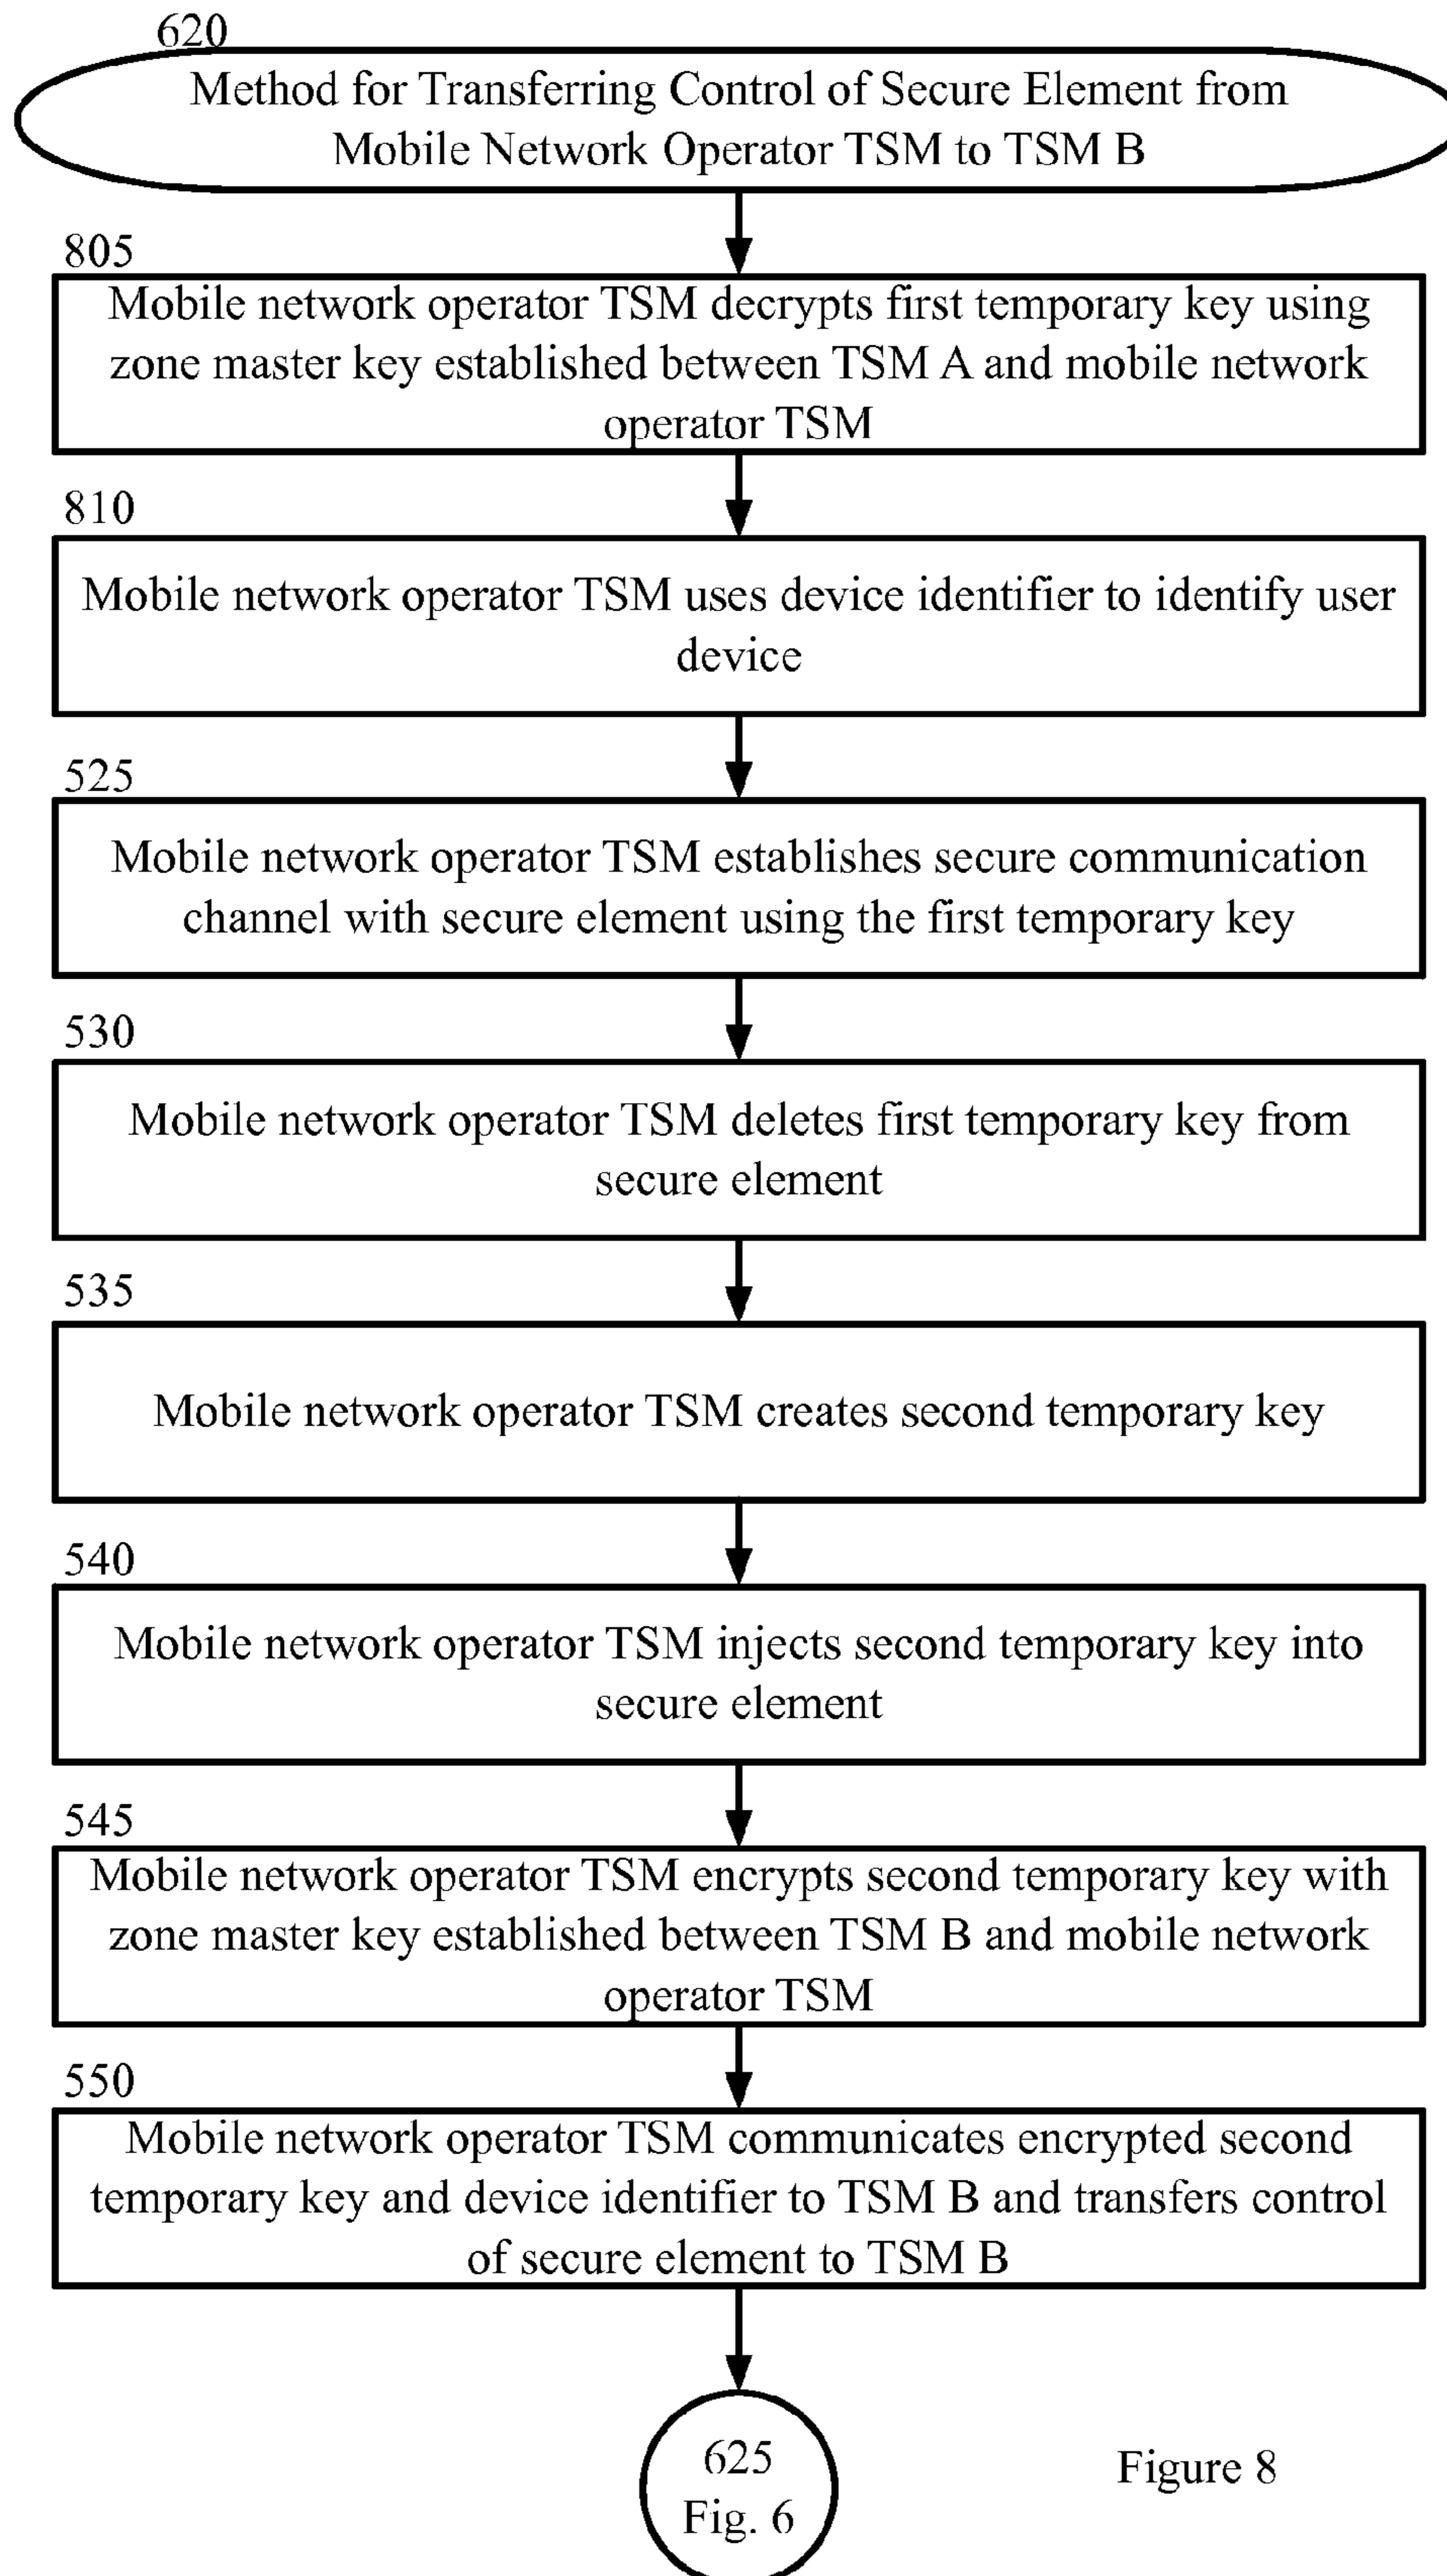 620
Method for Transferring Control of Secure Element from
Mobile Network Operator TSM to TSM B
805
Mobile network operator TSM decrypts first temporary key using
zone master key established between TSM A and mobile network
operator TSM
810
Mobile network operator TSM uses device identifier to identify user
device
525
Mobile network operator TSM establishes secure communication
channel with secure element using the first temporary key
530
Mobile network operator TSM deletes first temporary key from
secure element
535
Mobile network operator TSM creates second temporary key
540
Mobile network operator TSM injects second temporary key into
secure element
545
Mobile network operator TSM encrypts second temporary key with
zone master key established between TSM B and mobile network
operator TSM
550
Mobile network operator TSM communicates encrypted second
temporary key and device identifier to TSM B and transfers control
of secure element to TSM B
625
Fig. 6
Figure 8